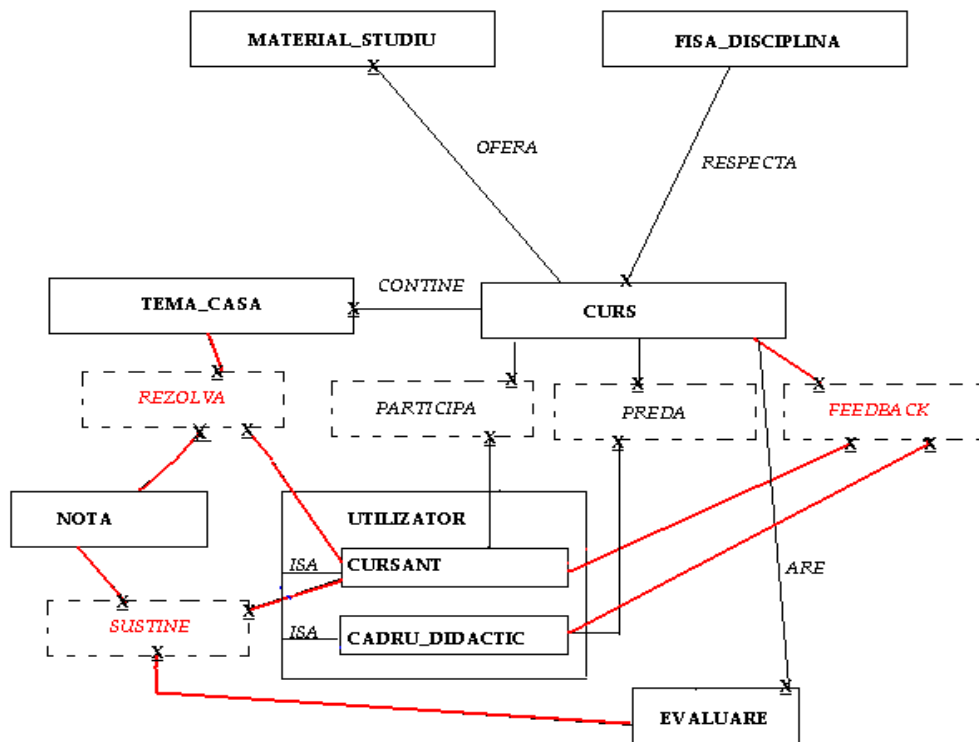 MATERIAL_STUDIU
FISA_DISCIPLINA
OFERA
RESPECTA
CONTINE
TEMA_CASA
CURS
X
X
X
X
X
X
X
X
REZOLVA
PARTICIPA
PREDA
FEEDBACK
X
X
X
X
X
X
NOTA
UTILIZATOR
ISA
CURSANT
ARE
X
X
SUSTINE
ISA
CADRU_DIDACTIC
X
X
EVALUARE